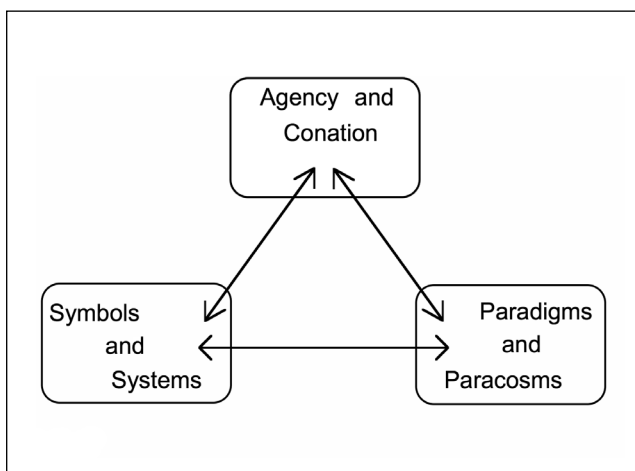 Agency and
Conation
Symbols
and
Systems
Paradigms
and
Paracosms